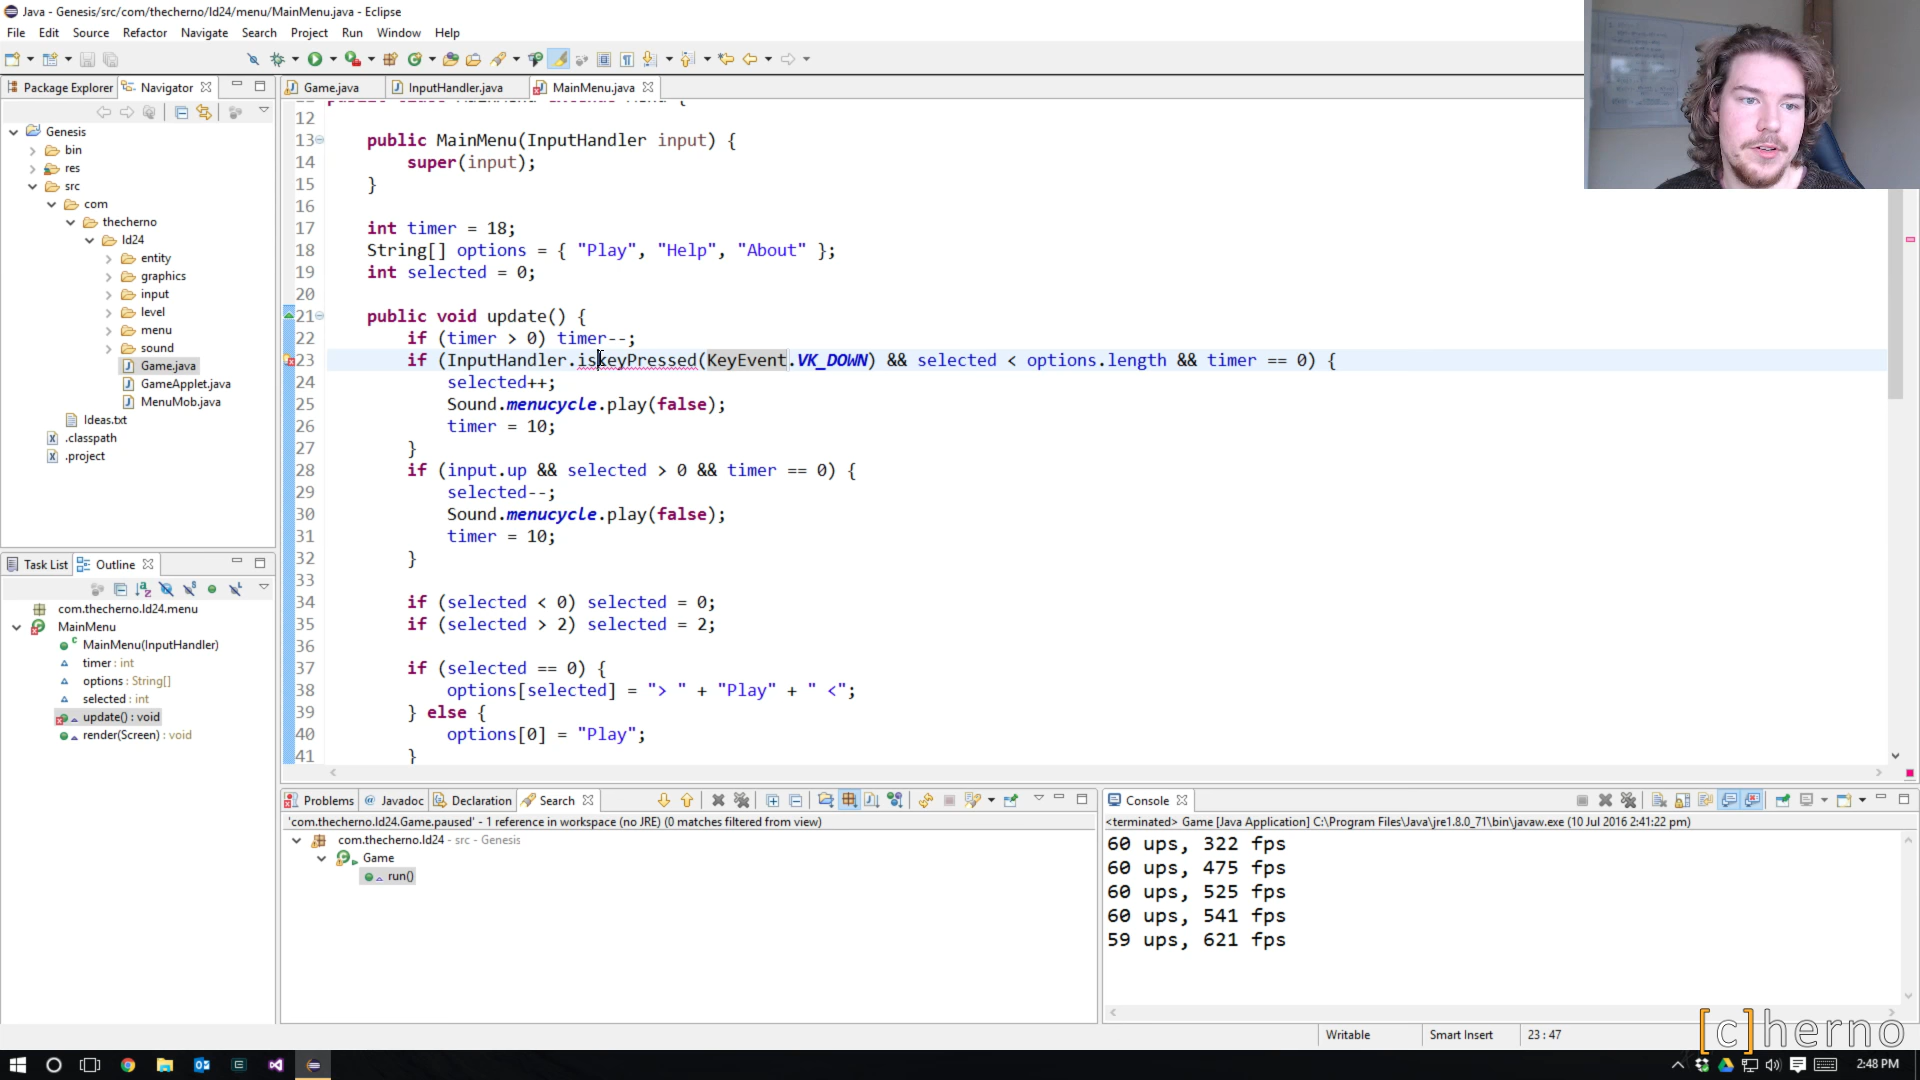 Java - Genesis/src/com/thecherno/ld24/menu/MainMenu.java - Eclipse
File Edit Source Refactor Navigate Search Project Run Window Help
Package Explorer Navigator
Game.java InputHandler.java MainMenu.java
Genesis
bin
res
src
com
thecherno
ld24
entity
graphics
input
level
menu
sound
Game.java
GameApplet.java
MenuMob.java
Ideas.txt
.classpath
.project
12
13 public MainMenu(InputHandler input) {
14 super(input);
15 }
16
17 int timer = 18;
18 String[] options = { "Play", "Help", "About" };
19 int selected = 0;
20
21 public void update() {
22 if (timer > 0) timer--;
23 if (InputHandler.iskeyPressed(KeyEvent.VK_DOWN) && selected < options.length && timer == 0) {
24 selected++;
25 Sound.menucycle.play(false);
26 timer = 10;
27 }
28 if (input.up && selected > 0 && timer == 0) {
29 selected--;
30 Sound.menucycle.play(false);
31 timer = 10;
32 }
33
34 if (selected < 0) selected = 0;
35 if (selected > 2) selected = 2;
36
37 if (selected == 0) {
38 options[selected] = "> " + "Play" + " <";
39 } else {
40 options[0] = "Play";
41 }
Task List Outline
com.thecherno.ld24.menu
MainMenu
MainMenu(InputHandler)
timer : int
options : String[]
selected : int
update() : void
render(Screen) : void
Problems Javadoc Declaration Search
'com.thecherno.ld24.Game.paused' - 1 reference in workspace (no JRE) (0 matches filtered from view)
com.thecherno.ld24 - src - Genesis
Game
run()
Console
<terminated> Game [Java Application] C:\Program Files\Java\jre1.8.0_71\bin\javaw.exe (10 Jul 2016 2:41:22 pm)
60 ups, 322 fps
60 ups, 475 fps
60 ups, 525 fps
60 ups, 541 fps
59 ups, 621 fps
Writable Smart Insert 23 : 47
[c]herno
2:48 PM